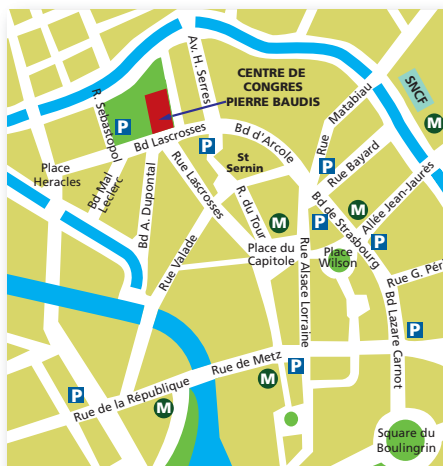 Av. H. Serres
CENTRE DE
CONGRES
PIERRE BAUDIS
SNCF
M
Matabiau
Rue
R. Sebastopol
P
Bd Lascrosses
P
Bd d'Arcole
P
Rue Bayard
Place
Heracles
Bd Mal
Leclerc
Bd A. Dupontal
Rue Lascrosses
St
Sernin
R. du Tour
M
P
Bd de Strasbourg
M
Allée Jean-Jaurès
P
Rue Valade
Place du
Capitole
Rue Alsace Lorraine
Place
Wilson
Rue G. Péri
Bd Lazare Carnot
P
Rue de Metz
P
M
P
Rue de la République
M
Square du
Boulingrin